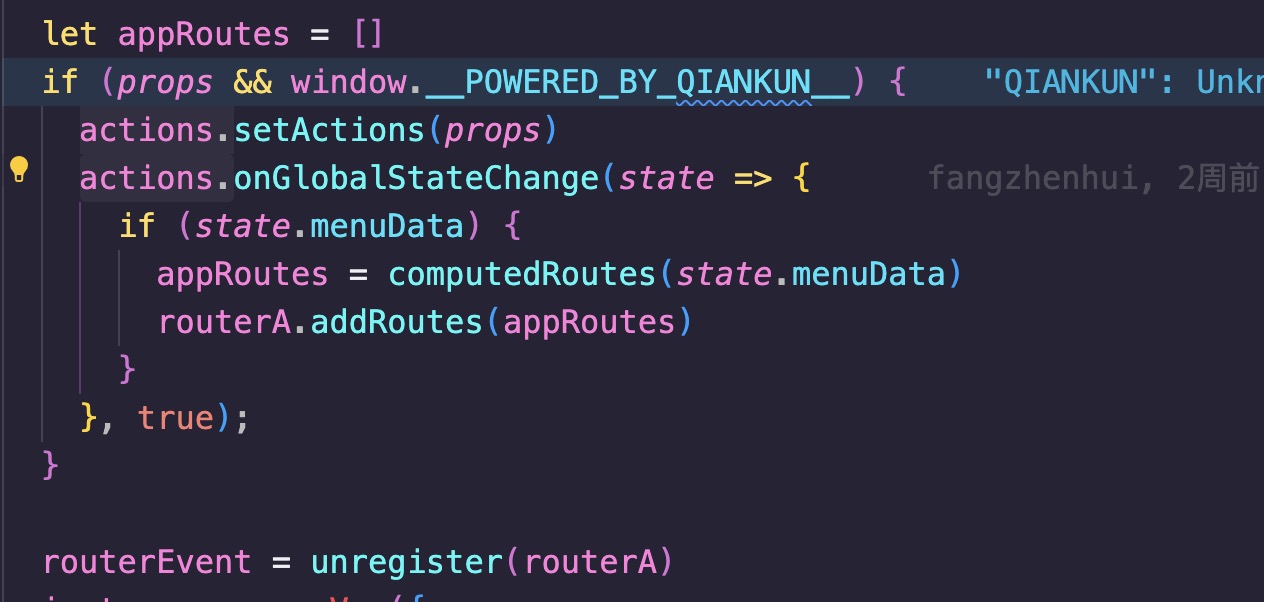 let appRoutes = []
if (props && window.__POWERED_BY_QIANKUN__) { "QIANKUN": Unkn
actions.setActions(props)
actions.onGlobalStateChange(state => { fangzhenhui, 2周前
if (state.menuData) {
appRoutes = computedRoutes(state.menuData)
routerA.addRoutes(appRoutes)
}
}, true);
}
routerEvent = unregister(routerA)